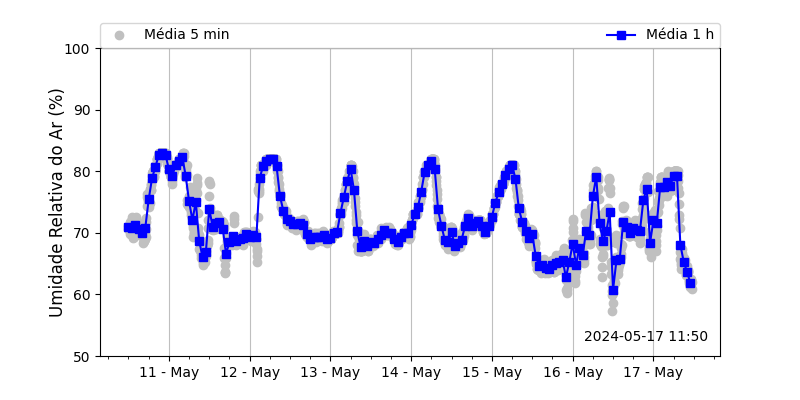 Média 5 min
Média 1 h
Umidade Relativa do Ar (%)
100
90
80
70
60
50
2024-05-17 11:50
11 - May
12 - May
13 - May
14 - May
15 - May
16 - May
17 - May